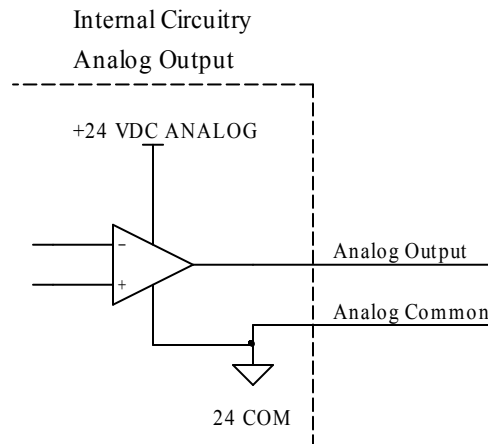 Internal Circuitry
Analog Output
+24 VDC ANALOG
−
+
Analog Output
Analog Common
24 COM